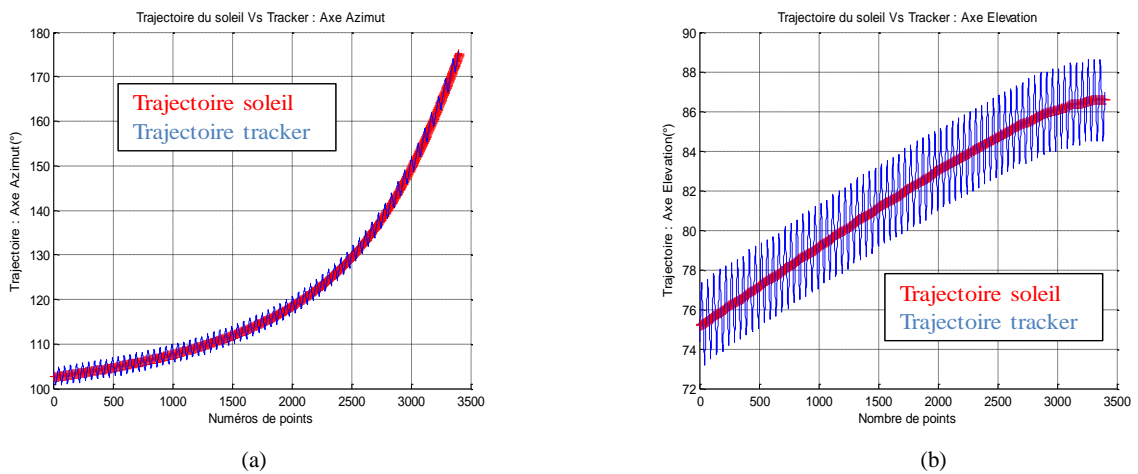 Trajectoire du soleil Vs Tracker : Axe Azimut
Trajectoire : Axe Azimut(°)
180
170
160
150
140
130
120
110
100
Trajectoire soleil
Trajectoire tracker
0 500 1000 1500 2000 2500 3000 3500
Numéros de points
(a)
Trajectoire du soleil Vs Tracker : Axe Elevation
Trajectoire : Axe Elevation(°)
90
88
86
84
82
80
78
76
74
72
Trajectoire soleil
Trajectoire tracker
0 500 1000 1500 2000 2500 3000 3500
Nombre de points
(b)